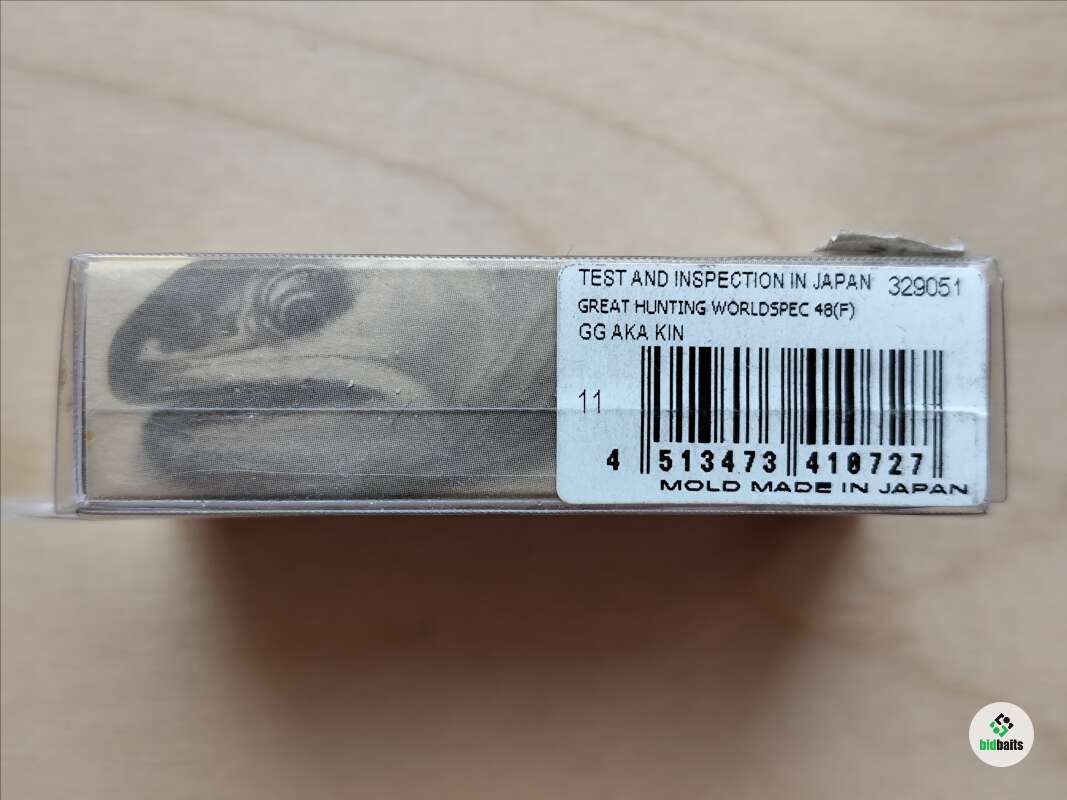 TEST AND INSPECTION IN JAPAN 329051
GREAT HUNTING WORLDSPEC 48(F)
GG AKA KIN
11
4 513473 410727
MOLD MADE IN JAPAN
bidbaits